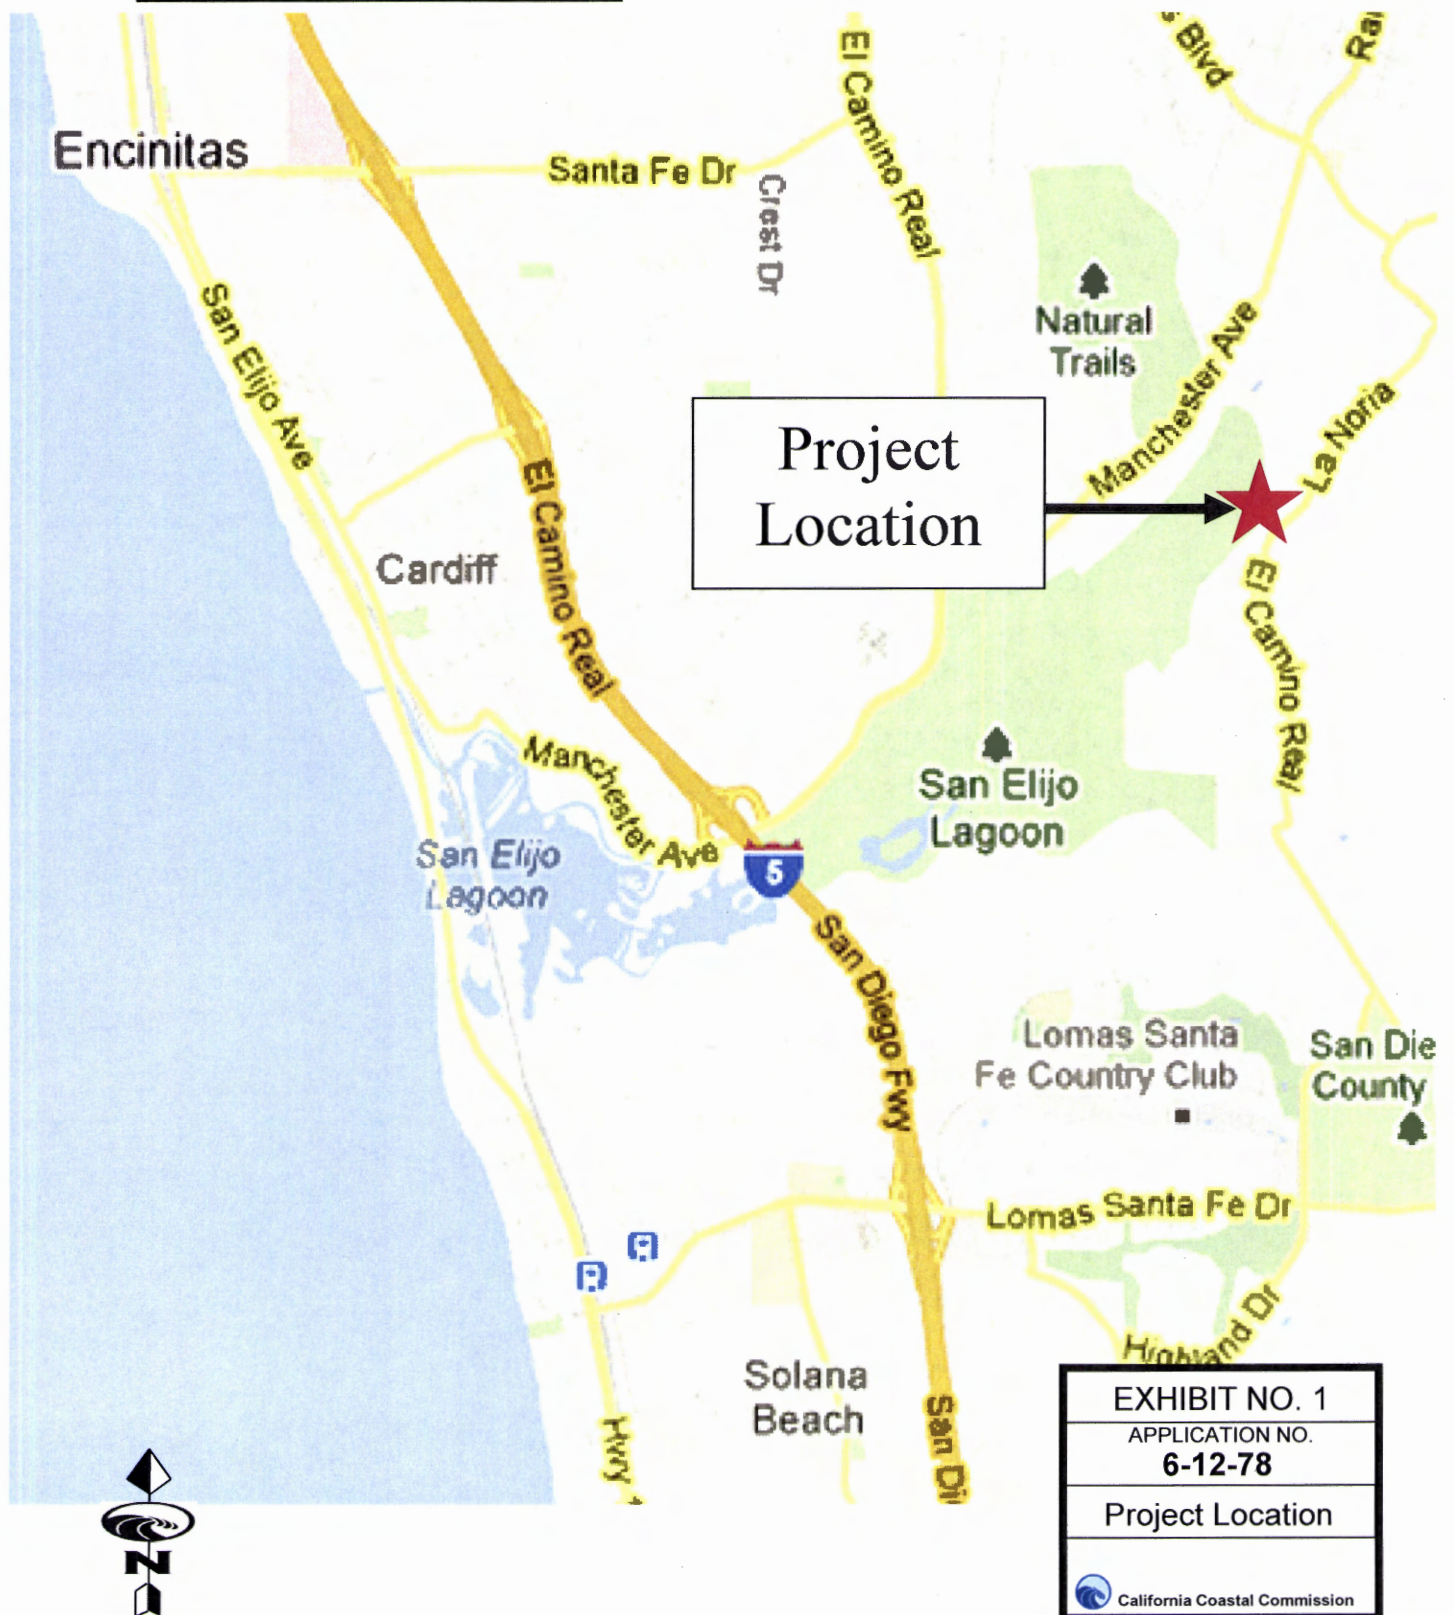 s Blvd
Rai
El Camino Real
Encinitas
Santa Fe Dr
Crest Dr
San Elijo Ave
Natural
Trails
Manchester Ave
La Noria
Project
Location
El Camino Real
Cardiff
El Camino Real
Manchester Ave
San Elijo
Lagoon
San Elijo
Lagoon
5
San Diego Fwy
Lomas Santa
Fe Country Club
San Die
County
Lomas Santa Fe Dr
Highland Dr
Solana
Beach
Hwy
San Di
N
EXHIBIT NO. 1
APPLICATION NO.
6-12-78
Project Location
California Coastal Commission